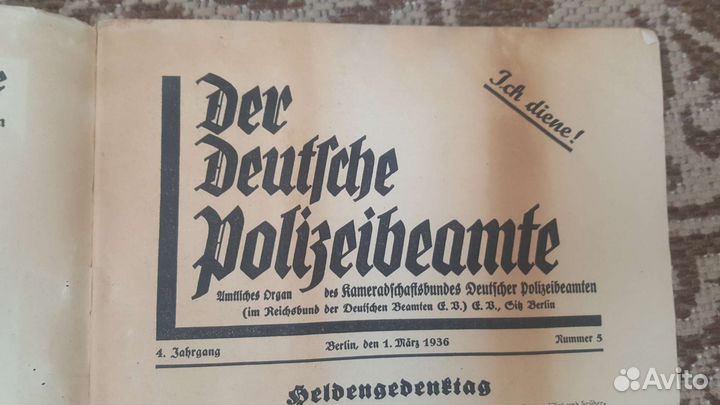 Ich diene!
Der
Deutsche
Polizeibeamte
Amtliches Organ des Kameradschaftsbundes Deutscher Polizeibeamten
(im Reichsbund der Deutschen Beamten E. V.) E. V., Sitz Berlin
4. Jahrgang Berlin, den 1. März 1936 Nummer 5
Heldengedenktag
e
n
Avito